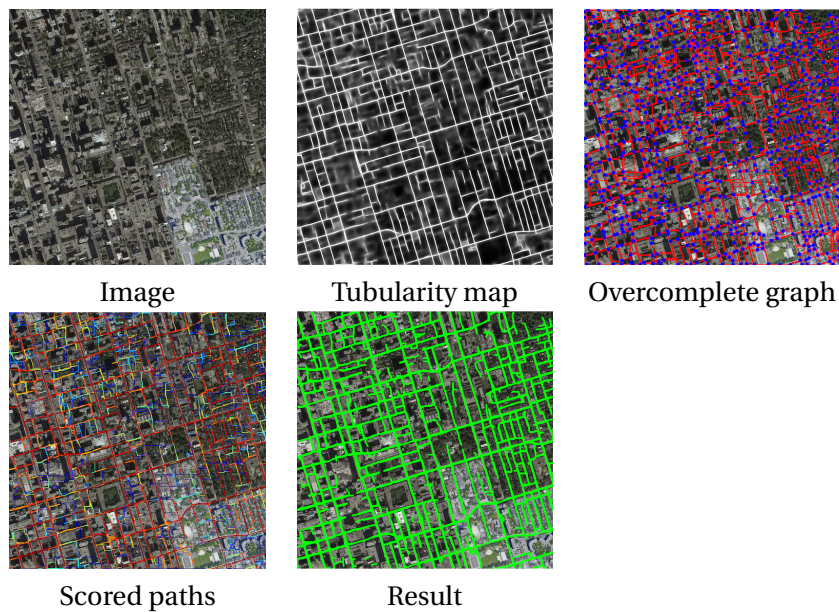 Image
Tubularity map
Overcomplete graph
Scored paths
Result